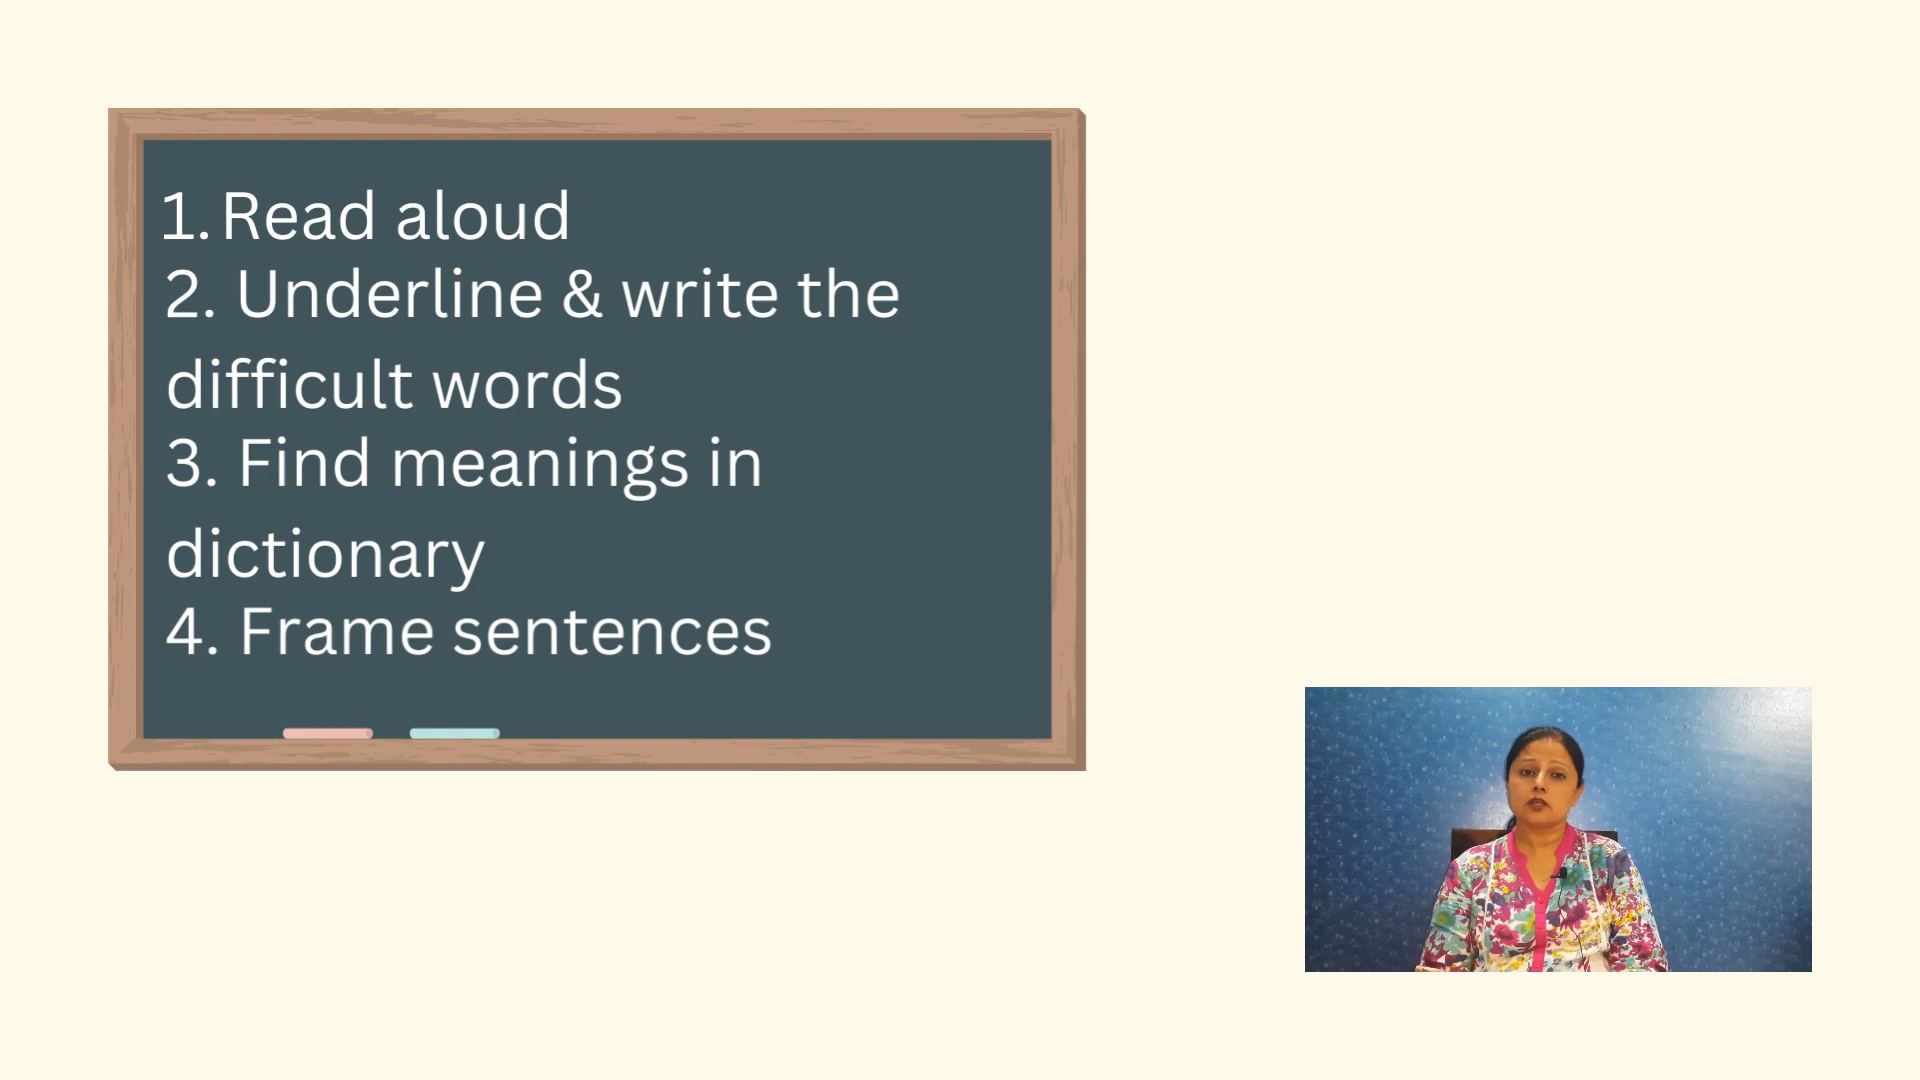 1. Read aloud
2. Underline & write the
difficult words
3. Find meanings in
dictionary
4. Frame sentences